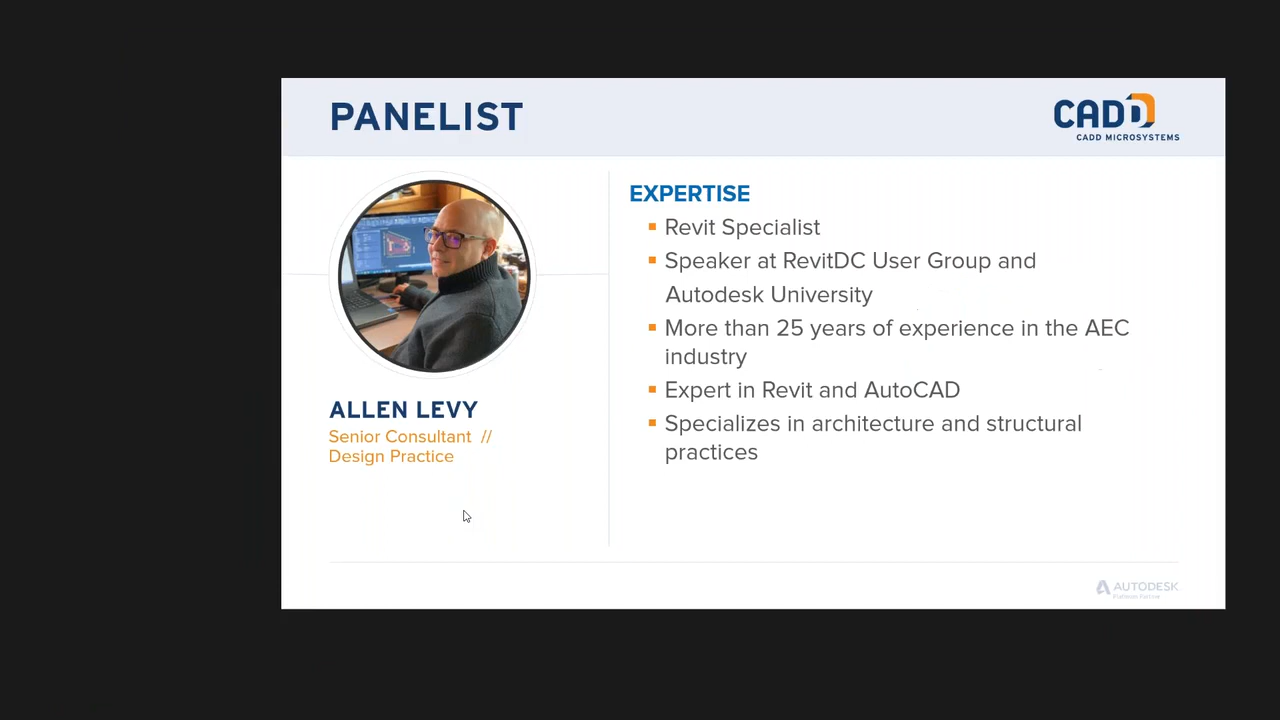 PANELIST
CADD
CADD MICROSYSTEMS
EXPERTISE
Revit Specialist
Speaker at RevitDC User Group and
Autodesk University
More than 25 years of experience in the AEC
industry
Expert in Revit and AutoCAD
Specializes in architecture and structural
practices
ALLEN LEVY
Senior Consultant //
Design Practice
AUTODESK
Platinum Partner